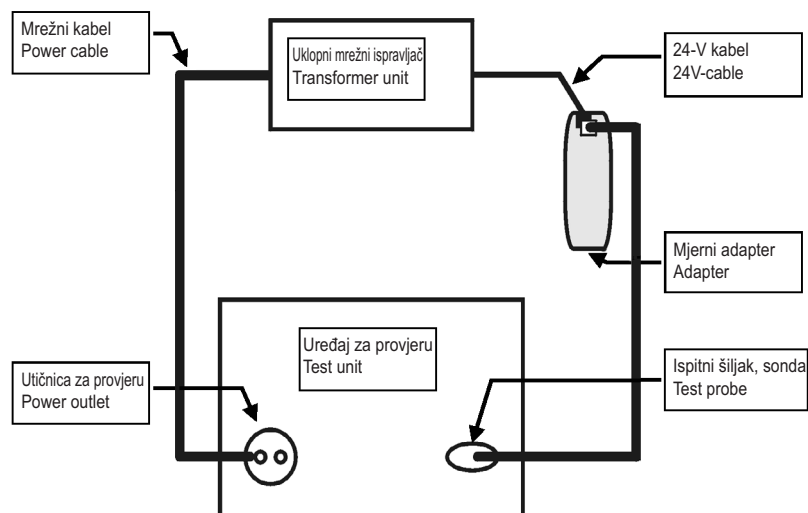 Mrežni kabel
Power cable
Uklopni mrežni ispravljač
Transformer unit
24-V kabel
24V-cable
Mjerni adapter
Adapter
Uređaj za provjeru
Test unit
Utičnica za provjeru
Power outlet
Ispitni šiljak, sonda
Test probe